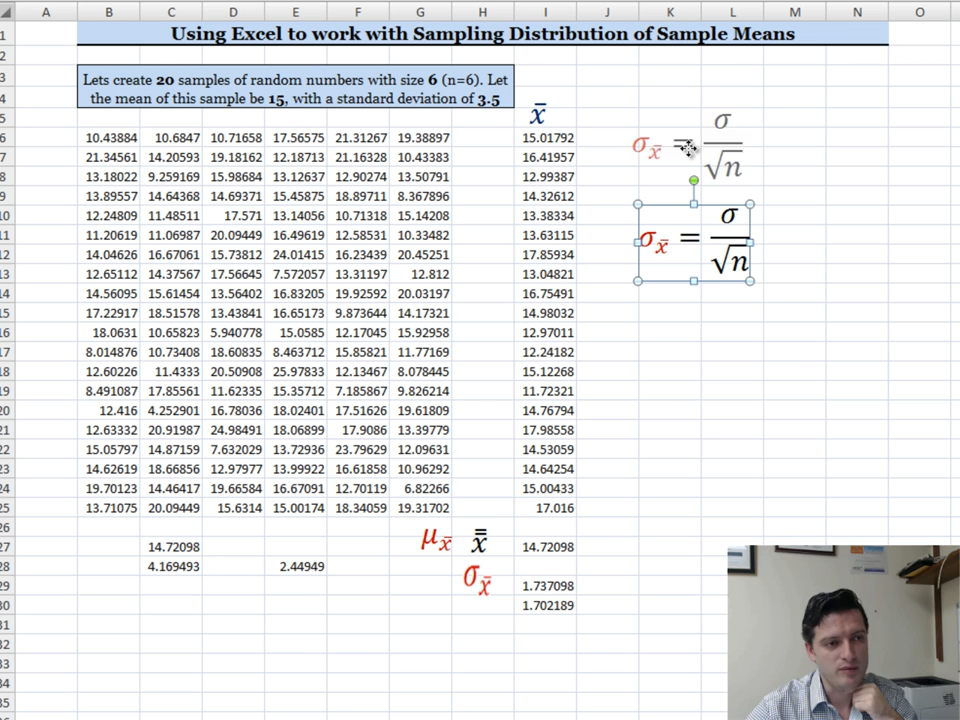 B C D E F G H I J K L M N O
A
1 Using Excel to work with Sampling Distribution of Sample Means
2
3 Lets create 20 samples of random numbers with size 6 (n=6). Let
4 the mean of this sample be 15, with a standard deviation of 3.5
5 x̄
6 10.43884 10.6847 10.71658 17.56575 21.31267 19.38897 15.01792
7 21.34561 14.20593 19.18162 12.18713 21.16328 10.43383 16.41957
8 13.18022 9.259169 15.98684 13.12637 12.90274 13.50791 12.99387
9 13.89557 14.64368 14.69371 15.45875 18.89711 8.367896 14.32612
10 12.24809 11.48511 17.571 13.14056 10.71318 15.14208 13.38334
11 11.20619 11.06987 20.09449 16.49619 12.58531 10.33482 13.63115
12 14.04626 16.67061 15.73812 24.01415 16.23439 20.45251 17.85934
13 12.65112 14.37567 17.56645 7.572057 13.31197 12.812 13.04821
14 14.56095 15.61454 13.56402 16.83205 19.92592 20.03197 16.75491
15 17.22917 18.51578 13.43841 16.65173 9.873644 14.17321 14.98032
16 18.0631 10.65823 5.940778 15.0585 12.17045 15.92958 12.97011
17 8.014876 10.73408 18.60835 8.463712 15.85821 11.77169 12.24182
18 12.60226 11.4333 20.50908 25.97833 12.13467 8.078445 15.12268
19 8.491087 17.85561 11.62335 15.35712 7.185867 9.826214 11.72321
20 12.416 4.252901 16.78036 18.02401 17.51626 19.61809 14.76794
21 12.63332 20.91987 24.98491 18.06899 17.9086 13.39779 17.98558
22 15.05797 14.87159 7.632029 13.72936 23.79629 12.09631 14.53059
23 14.62619 18.66856 12.97977 13.99922 16.61858 10.96292 14.64254
24 19.70123 14.46417 19.66584 16.67091 12.70119 6.82266 15.00433
25 13.71075 20.09449 15.6314 15.00174 18.34059 19.31702 17.016
26
27 14.72098 μx̄ x̿ 14.72098
28 4.169493 2.44949 σx̄
29 1.737098
30 1.702189
31
32
33
34
35
σx̄ = σ/√n
σx̄ = σ/√n